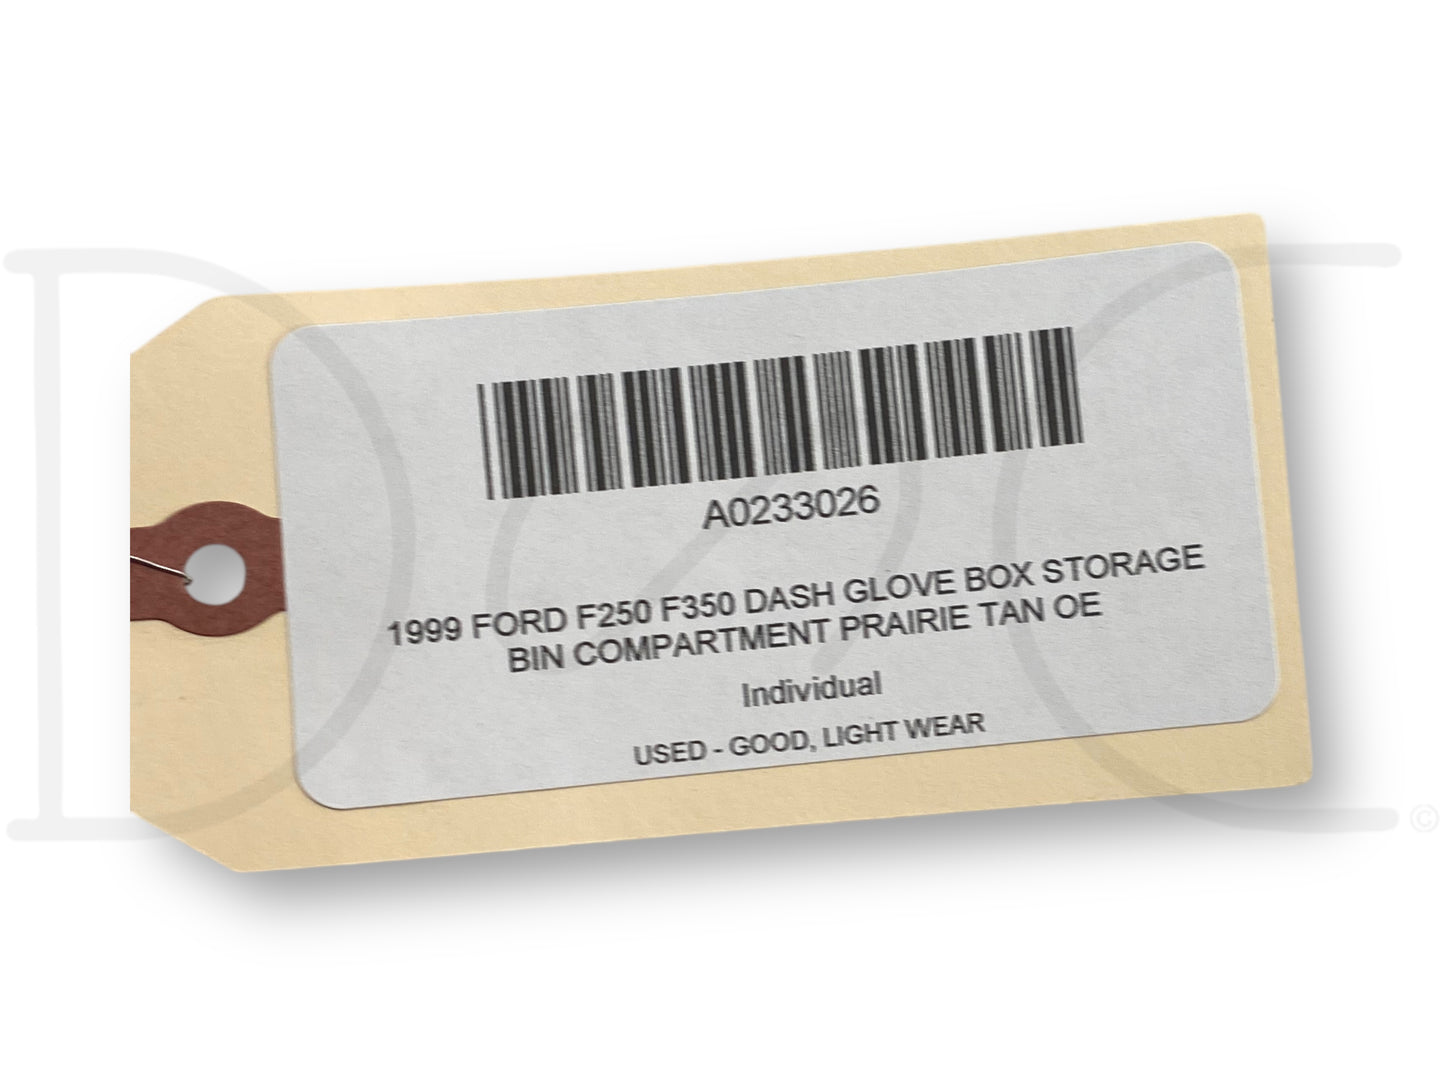 A0233026
1999 FORD F250 F350 DASH GLOVE BOX STORAGE
BIN COMPARTMENT PRAIRIE TAN OE
Individual
USED - GOOD, LIGHT WEAR
©